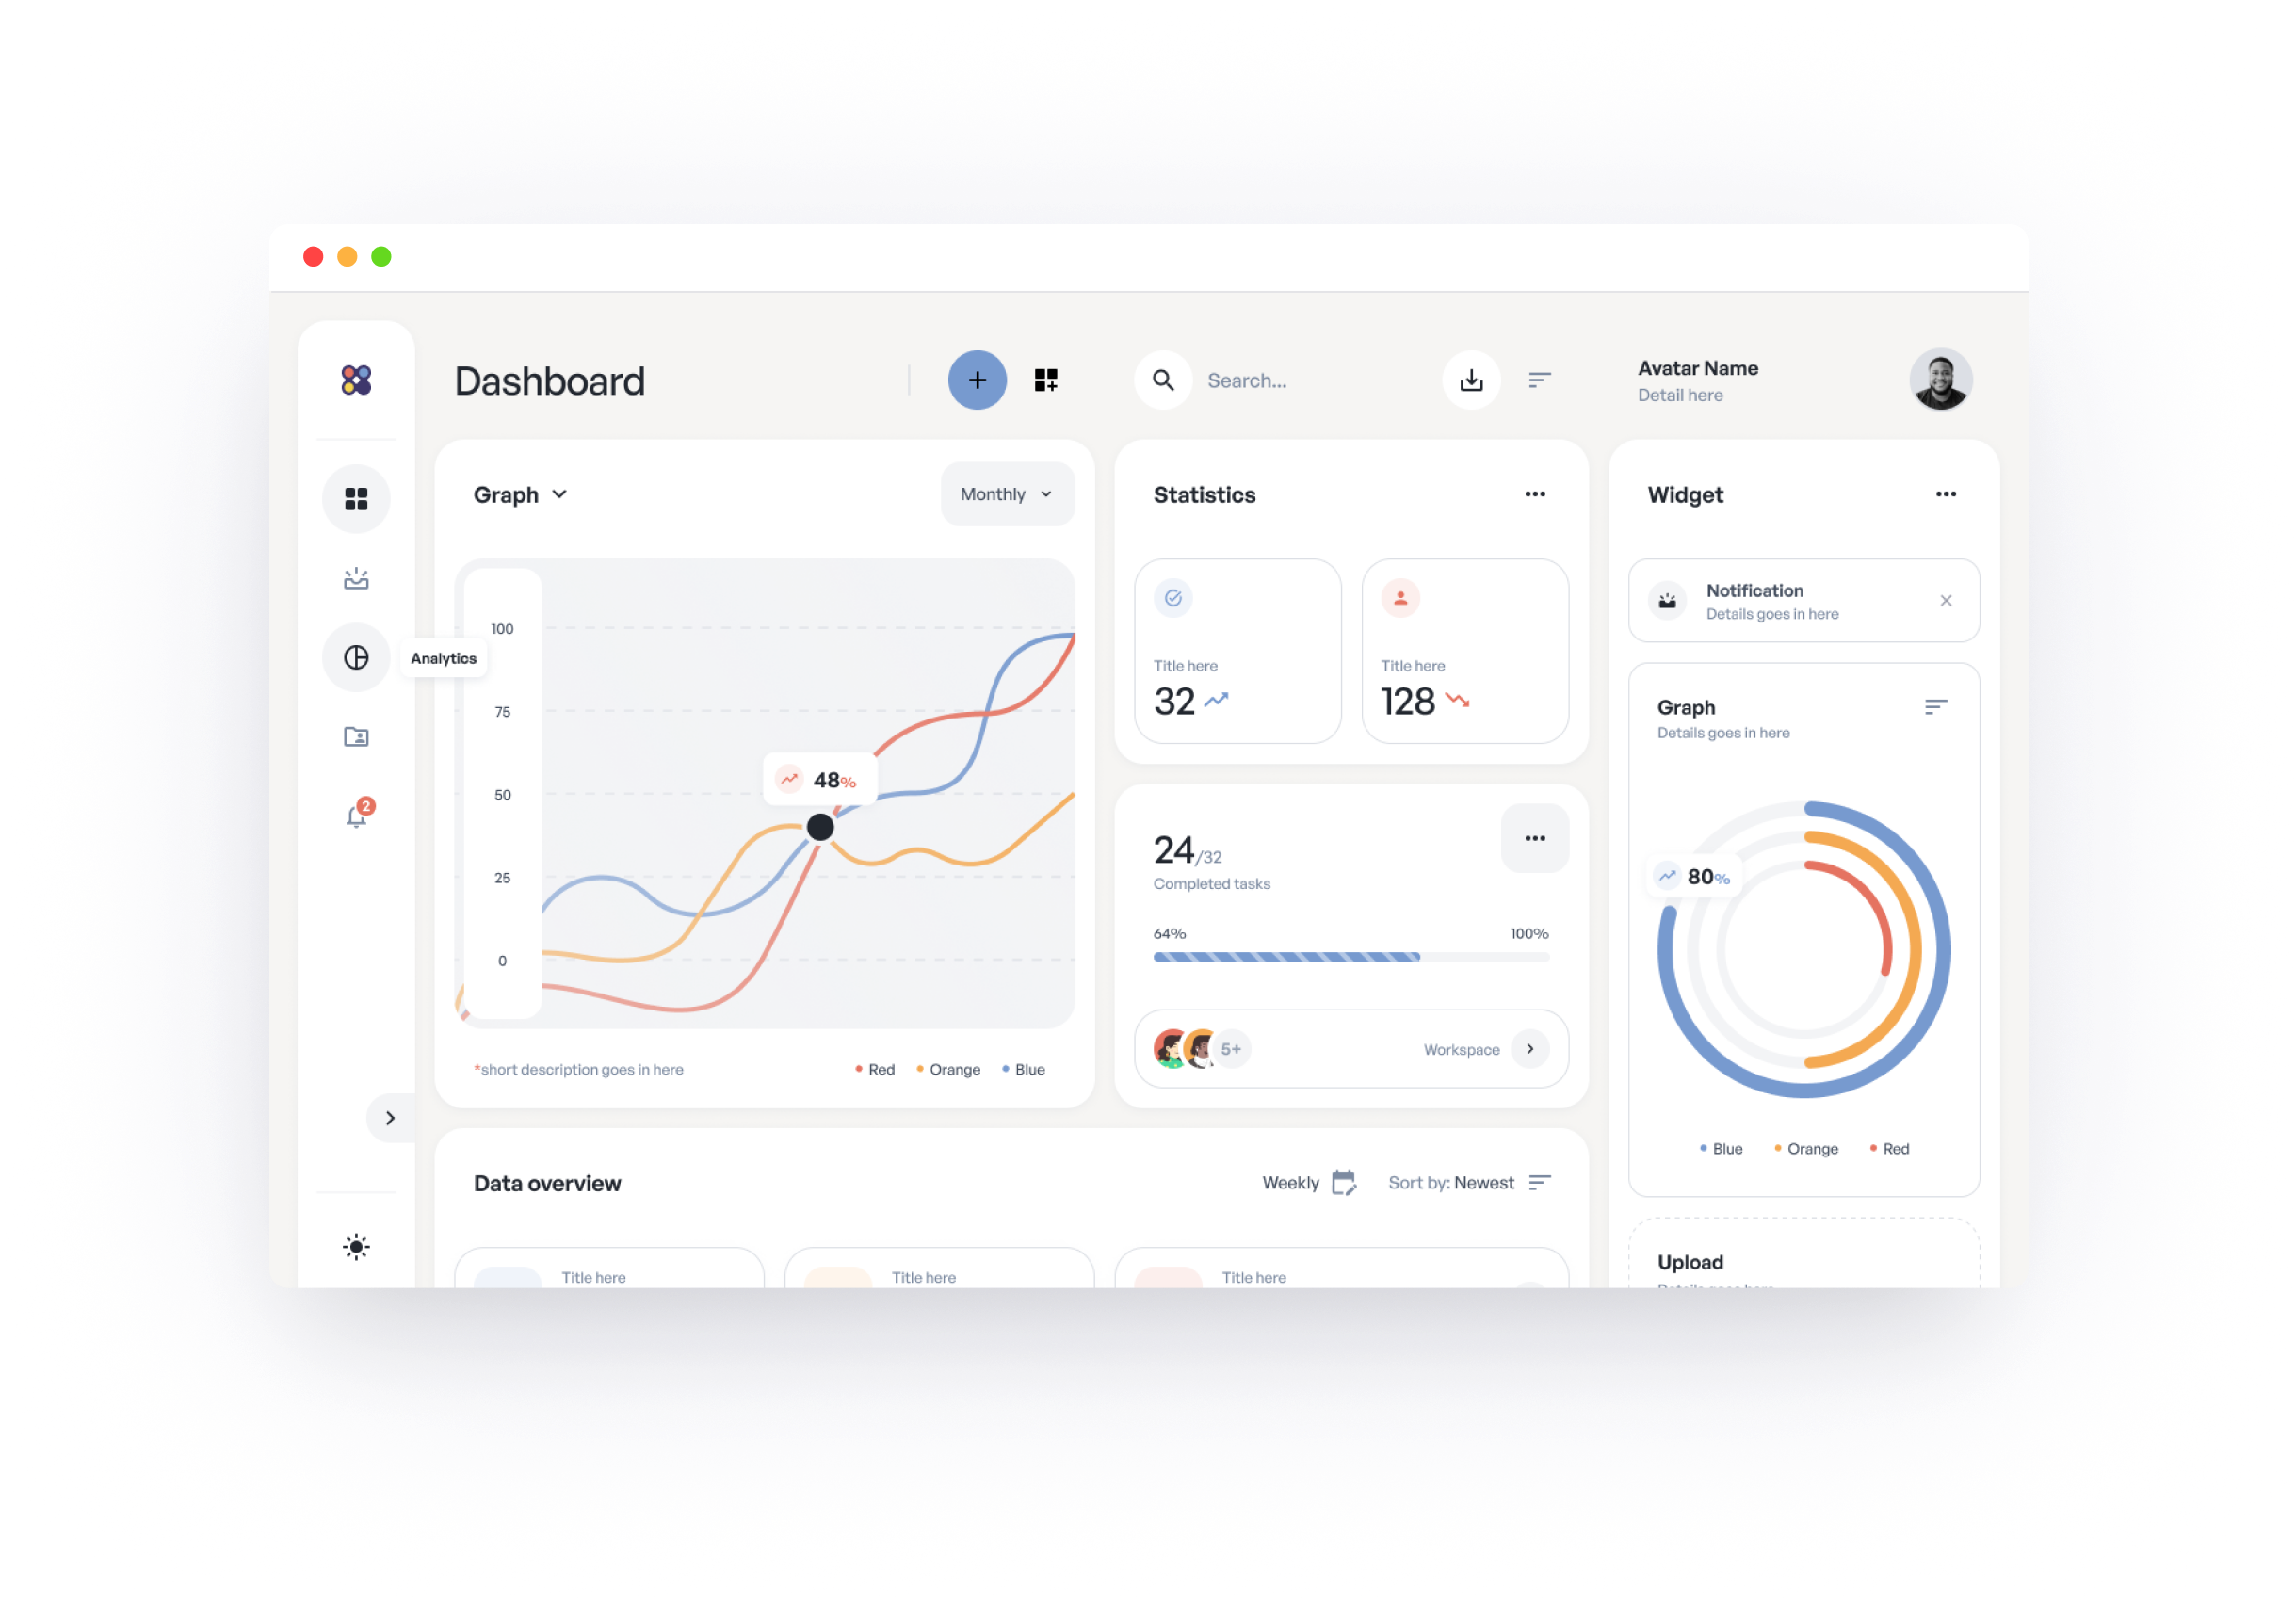 Dashboard
Search...
Avatar Name
Detail here
Graph
Monthly
Statistics
Widget
100
75
50
25
0
Analytics
48%
2
*short description goes in here
Red
Orange
Blue
Title here
32
Title here
128
24/32
Completed tasks
64%
100%
5+
Workspace
Notification
Details goes in here
Graph
Details goes in here
80%
Blue
Orange
Red
Data overview
Weekly
Sort by: Newest
Title here
Title here
Title here
Upload